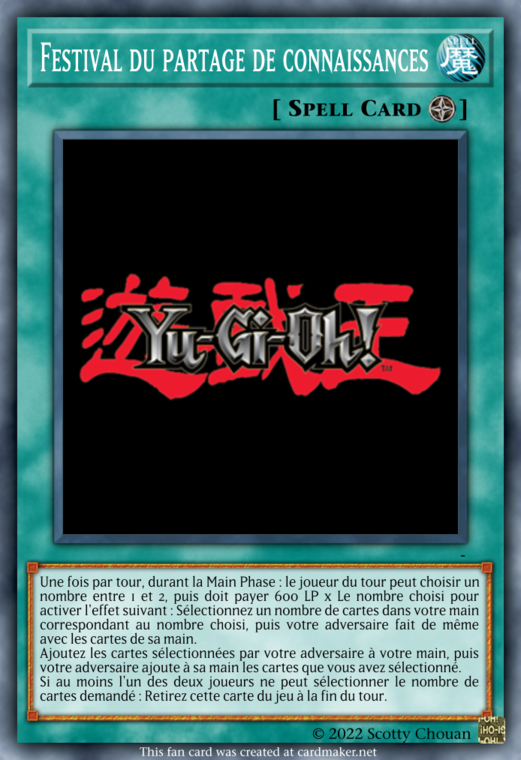 Festival du partage de connaissances
SPELL
魔
[ Spell Card ]
遊戯王
Yu-Gi-Oh!
TM
-
Une fois par tour, durant la Main Phase : le joueur du tour peut choisir un
nombre entre 1 et 2, puis doit payer 600 LP x Le nombre choisi pour
activer l'effet suivant : Sélectionnez un nombre de cartes dans votre main
correspondant au nombre choisi, puis votre adversaire fait de même
avec les cartes de sa main.
Ajoutez les cartes sélectionnées par votre adversaire à votre main, puis
votre adversaire ajoute à sa main les cartes que vous avez sélectionné.
Si au moins l'un des deux joueurs ne peut sélectionner le nombre de
cartes demandé : Retirez cette carte du jeu à la fin du tour.
© 2022 Scotty Chouan
This fan card was created at cardmaker.net